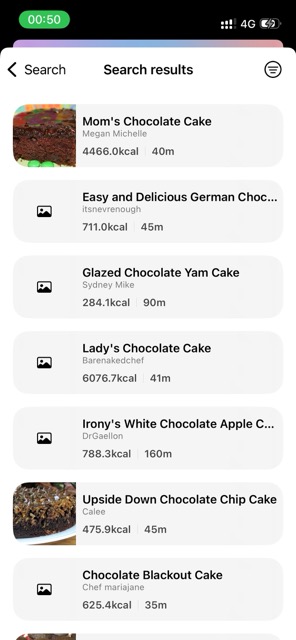 00:50
4G
Search
Search results
Mom's Chocolate Cake
Megan Michelle
4466.0kcal 40m
Easy and Delicious German Choc...
itsnevrenough
711.0kcal 45m
Glazed Chocolate Yam Cake
Sydney Mike
284.1kcal 90m
Lady's Chocolate Cake
Barenakedchef
6076.7kcal 41m
Irony's White Chocolate Apple C...
DrGaellon
788.3kcal 160m
Upside Down Chocolate Chip Cake
Calee
475.9kcal 45m
Chocolate Blackout Cake
Chef mariajane
625.4kcal 35m